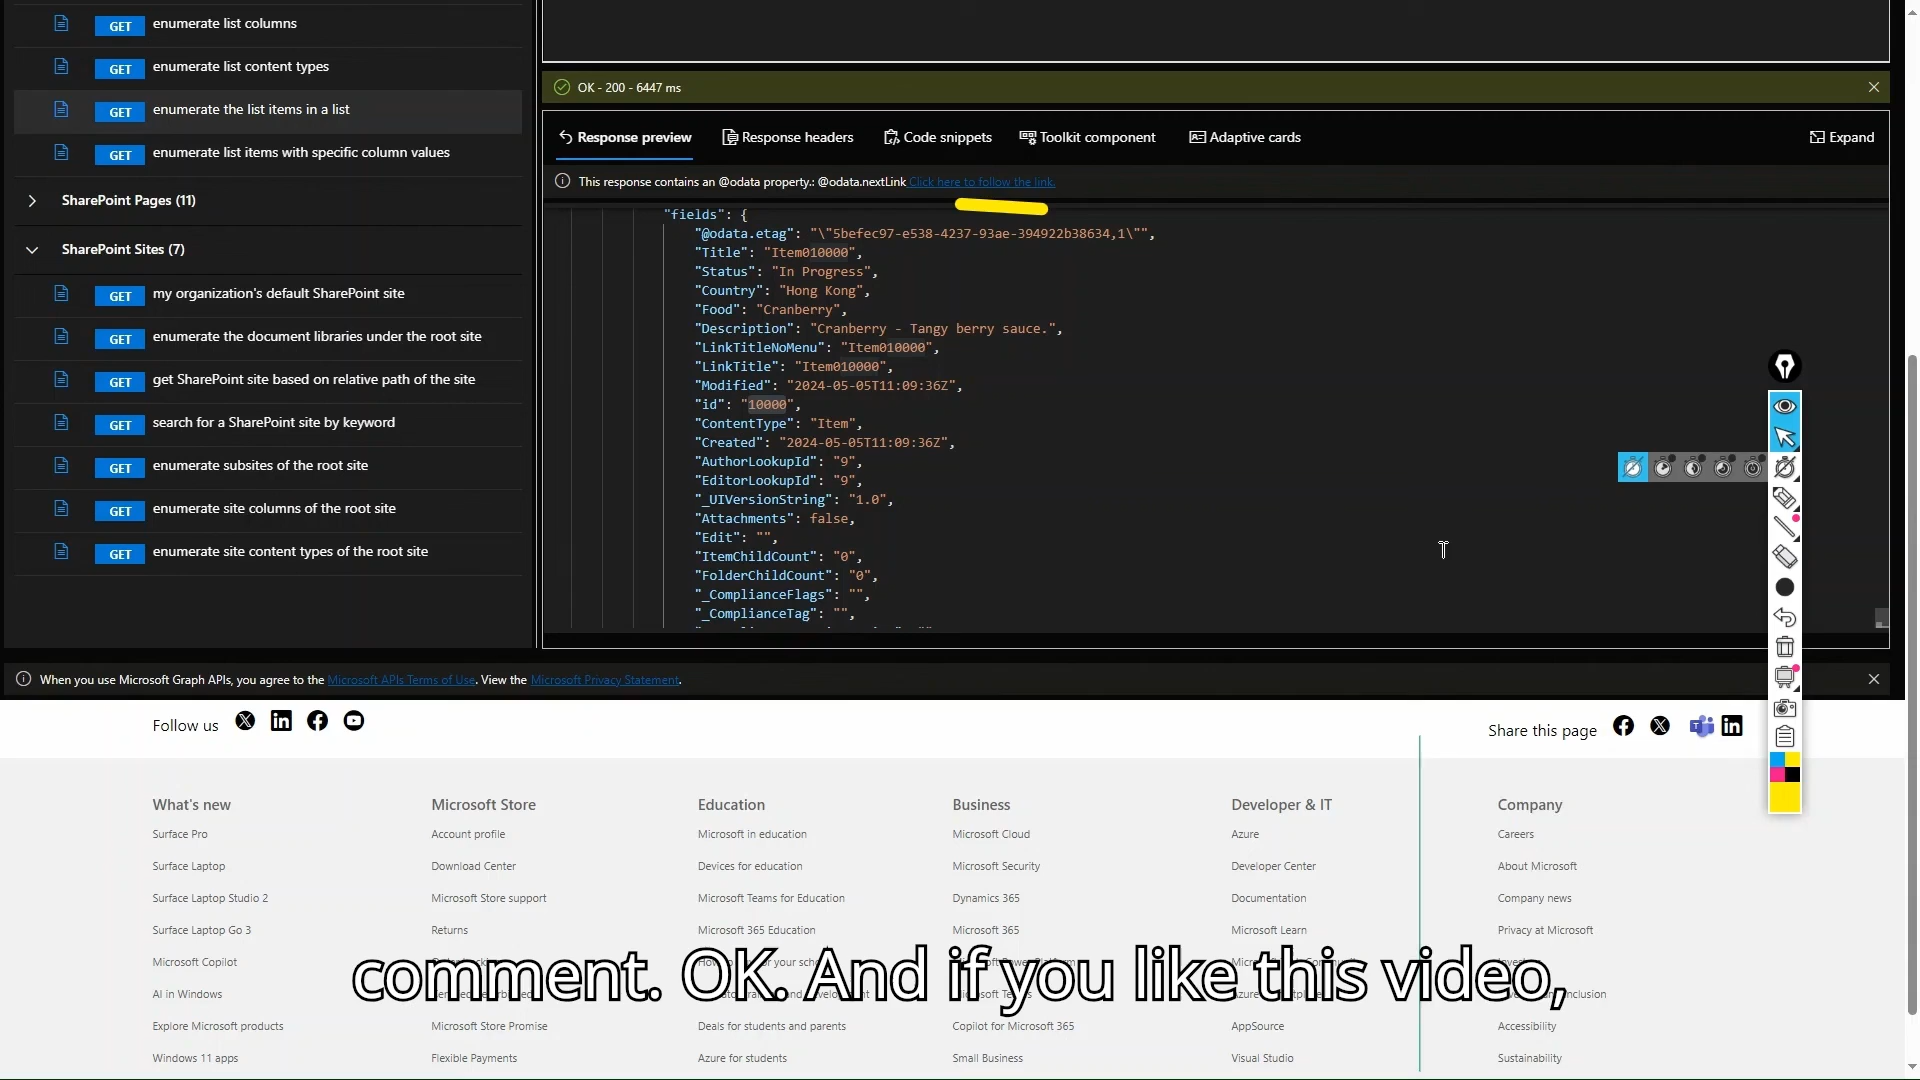 GET enumerate list columns
GET enumerate list content types
GET enumerate the list items in a list
GET enumerate list items with specific column values
SharePoint Pages (11)
SharePoint Sites (7)
GET my organization's default SharePoint site
GET enumerate the document libraries under the root site
GET get SharePoint site based on relative path of the site
GET search for a SharePoint site by keyword
GET enumerate subsites of the root site
GET enumerate site columns of the root site
GET enumerate site content types of the root site
OK - 200 - 6447 ms
Response preview Response headers Code snippets Toolkit component Adaptive cards Expand
This response contains an @odata property.: @odata.nextLink Click here to follow the link.
"fields": {
"@odata.etag": "\"5befec97-e538-4237-93ae-394922b38634,1\"",
"Title": "Item010000",
"Status": "In Progress",
"Country": "Hong Kong",
"Food": "Cranberry",
"Description": "Cranberry - Tangy berry sauce.",
"LinkTitleNoMenu": "Item010000",
"LinkTitle": "Item010000",
"Modified": "2024-05-05T11:09:36Z",
"id": "10000",
"ContentType": "Item",
"Created": "2024-05-05T11:09:36Z",
"AuthorLookupId": "9",
"EditorLookupId": "9",
"_UIVersionString": "1.0",
"Attachments": false,
"Edit": "",
"ItemChildCount": "0",
"FolderChildCount": "0",
"_ComplianceFlags": "",
"_ComplianceTag": "",
When you use Microsoft Graph APIs, you agree to the Microsoft APIs Terms of Use. View the Microsoft Privacy Statement.
Follow us
Share this page
What's new
Surface Pro
Surface Laptop
Surface Laptop Studio 2
Surface Laptop Go 3
Microsoft Copilot
AI in Windows
Explore Microsoft products
Windows 11 apps
Microsoft Store
Account profile
Download Center
Microsoft Store support
Returns
Microsoft Store Promise
Flexible Payments
Education
Microsoft in education
Devices for education
Microsoft Teams for Education
Microsoft 365 Education
Deals for students and parents
Azure for students
Business
Microsoft Cloud
Microsoft Security
Dynamics 365
Microsoft 365
Copilot for Microsoft 365
Small Business
Developer & IT
Azure
Developer Center
Documentation
Microsoft Learn
AppSource
Visual Studio
Company
Careers
About Microsoft
Company news
Privacy at Microsoft
Accessibility
Sustainability
comment. OK. And if you like this video,